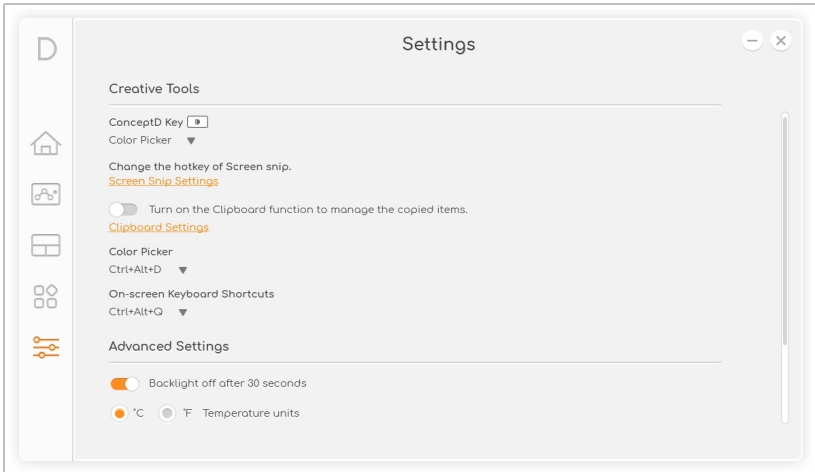 D
Settings
Creative Tools
ConceptD Key
Color Picker
Change the hotkey of Screen snip.
Screen Snip Settings
Turn on the Clipboard function to manage the copied items.
Clipboard Settings
Color Picker
Ctrl+Alt+D
On-screen Keyboard Shortcuts
Ctrl+Alt+Q
Advanced Settings
Backlight off after 30 seconds
°C °F Temperature units